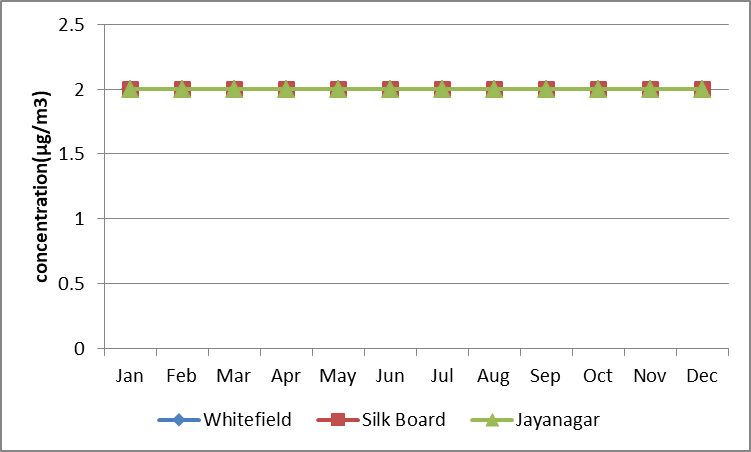 2.5
2
1.5
1
0.5
0
concentration(µg/m3)
Jan Feb Mar Apr May Jun Jul Aug Sep Oct Nov Dec
Whitefield Silk Board Jayanagar